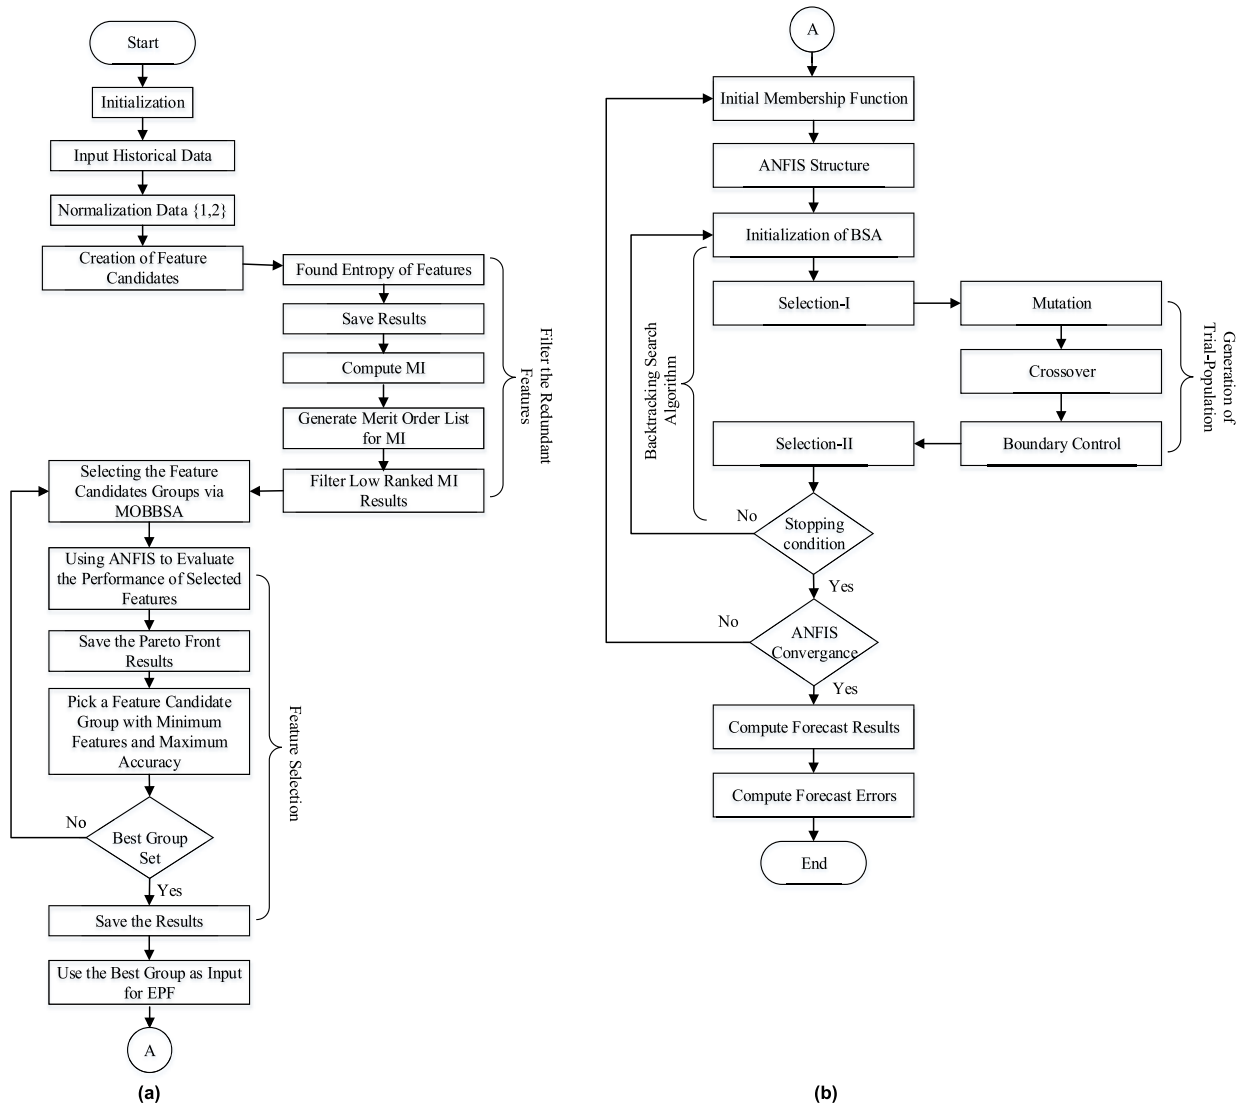 Start
Initialization
Input Historical Data
Normalization Data {1,2}
Creation of Feature
Candidates
Found Entropy of Features
Save Results
Compute MI
Generate Merit Order List
for MI
Filter Low Ranked MI
Results
Filter the Redundant
Features
Selecting the Feature
Candidates Groups via
MOBBSA
Using ANFIS to Evaluate
the Performance of Selected
Features
Save the Pareto Front
Results
Pick a Feature Candidate
Group with Minimum
Features and Maximum
Accuracy
No
Best Group
Set
Yes
Save the Results
Feature Selection
Use the Best Group as Input
for EPF
A
(a)
A
Initial Membership Function
ANFIS Structure
Initialization of BSA
Selection-I
Mutation
Crossover
Boundary Control
Generation of
Trial-Population
Selection-II
Backtracking Search
Algorithm
No
Stopping
condition
Yes
No
ANFIS
Convergance
Yes
Compute Forecast Results
Compute Forecast Errors
End
(b)